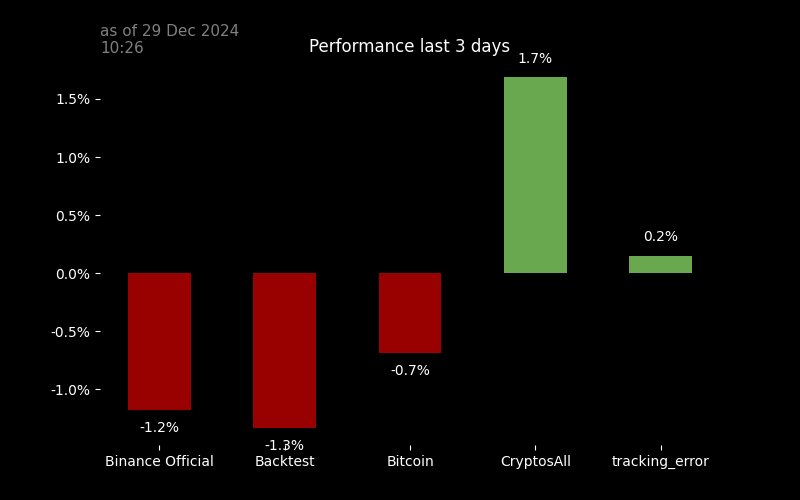 as of 29 Dec 2024
10:26
Performance last 3 days
1.7%
1.5%
1.0%
0.5%
0.2%
0.0%
-0.5%
-0.7%
-1.0%
-1.2%
-1.3%
Binance Official
Backtest
Bitcoin
CryptosAll
tracking_error